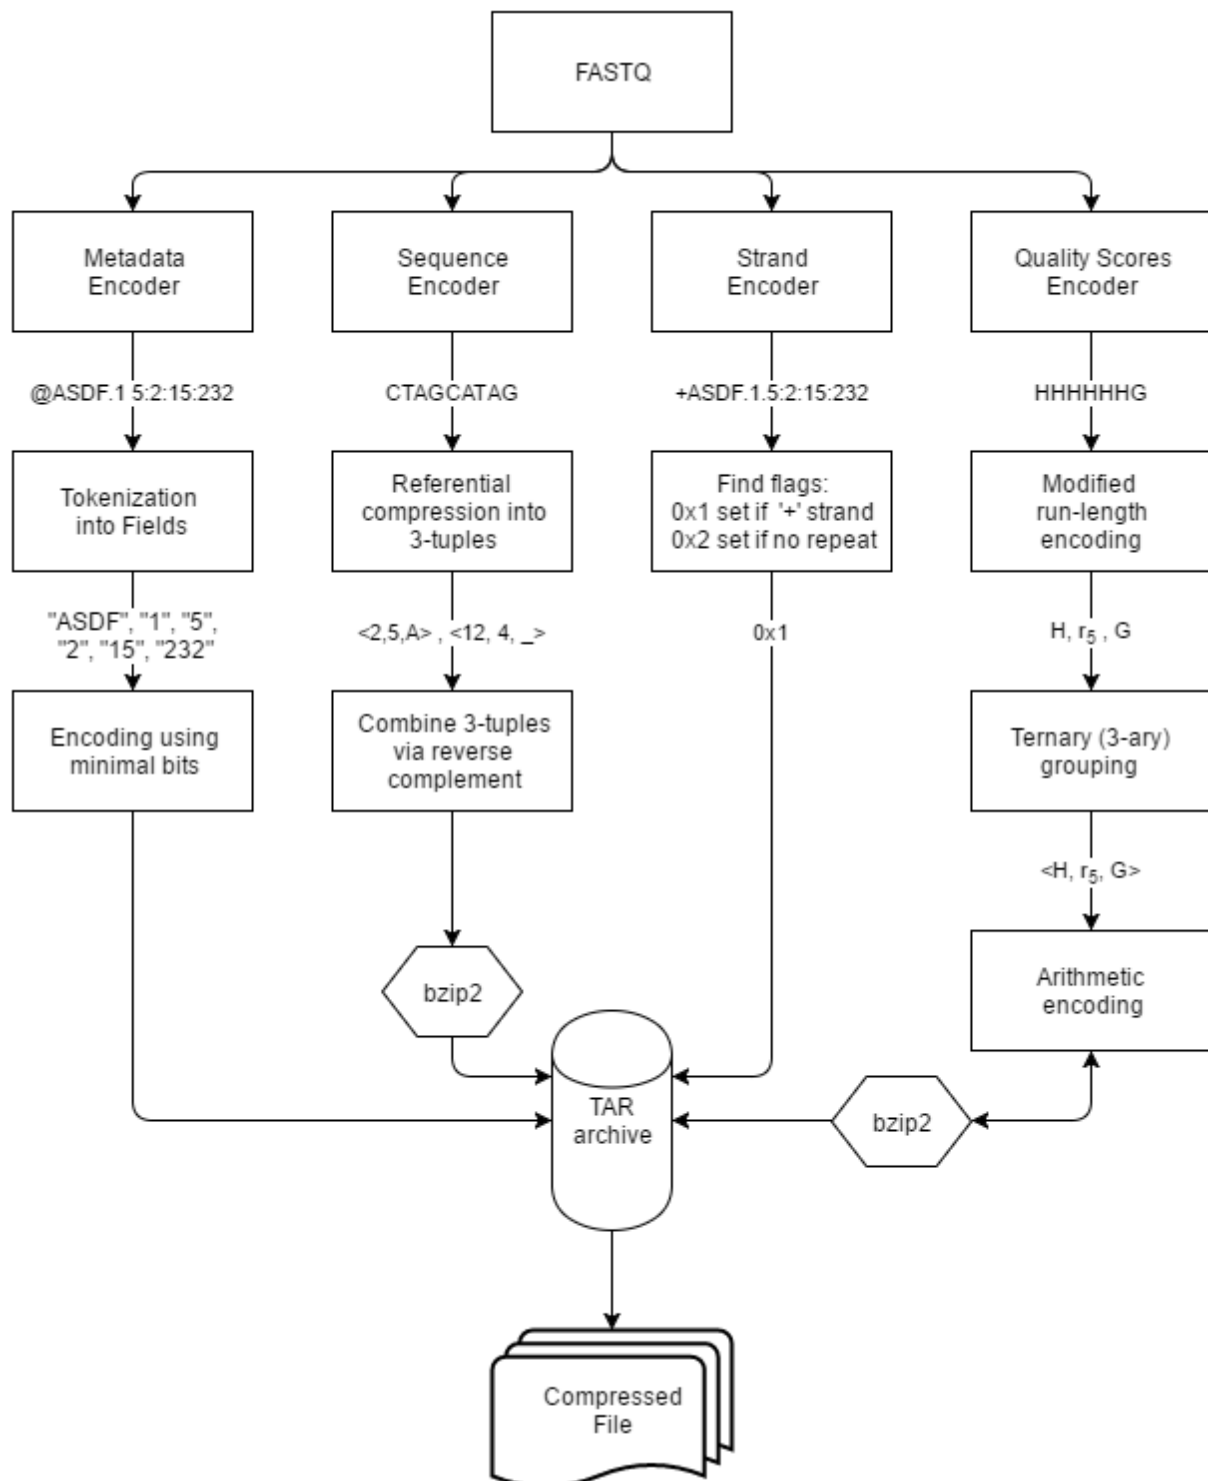 FASTQ
Metadata
Encoder
Sequence
Encoder
Strand
Encoder
Quality Scores
Encoder
@ASDF.1 5:2:15:232
CTAGCATAG
+ASDF.1.5:2:15:232
HHHHHHG
Tokenization
into Fields
Referential
compression into
3-tuples
Find flags:
0x1 set if '+' strand
0x2 set if no repeat
Modified
run-length
encoding
"ASDF", "1", "5",
"2", "15", "232"
<2,5,A> , <12, 4, _>
0x1
H, r5 , G
Encoding using
minimal bits
Combine 3-tuples
via reverse
complement
Ternary (3-ary)
grouping
<H, r5, G>
bzip2
Arithmetic
encoding
TAR
archive
bzip2
Compressed
File